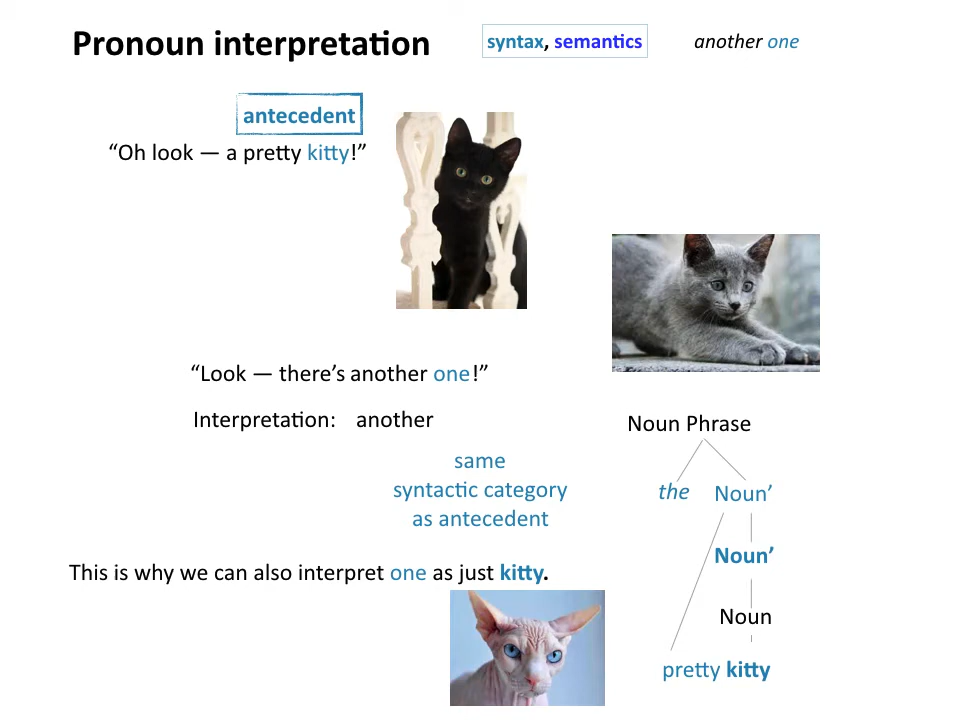 Pronoun interpretation
syntax, semantics
another one
antecedent
“Oh look — a pretty kitty!”
“Look — there’s another one!”
Interpretation: another
same
syntactic category
as antecedent
This is why we can also interpret one as just kitty.
Noun Phrase
the Noun’
Noun’
Noun
pretty kitty